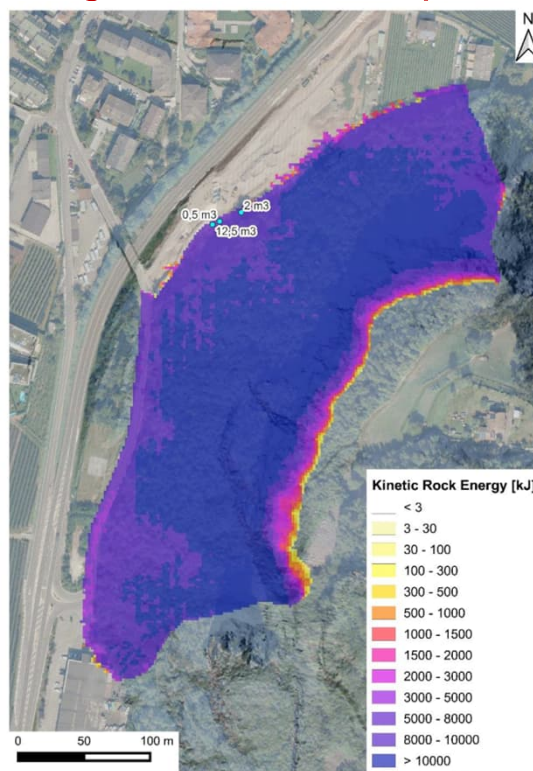 N
2 m3
0,5 m3
12,5 m3
Kinetic Rock Energy [kJ]
< 3
3 - 30
30 - 100
100 - 300
300 - 500
500 - 1000
1000 - 1500
1500 - 2000
2000 - 3000
3000 - 5000
5000 - 8000
8000 - 10000
> 10000
0 50 100 m